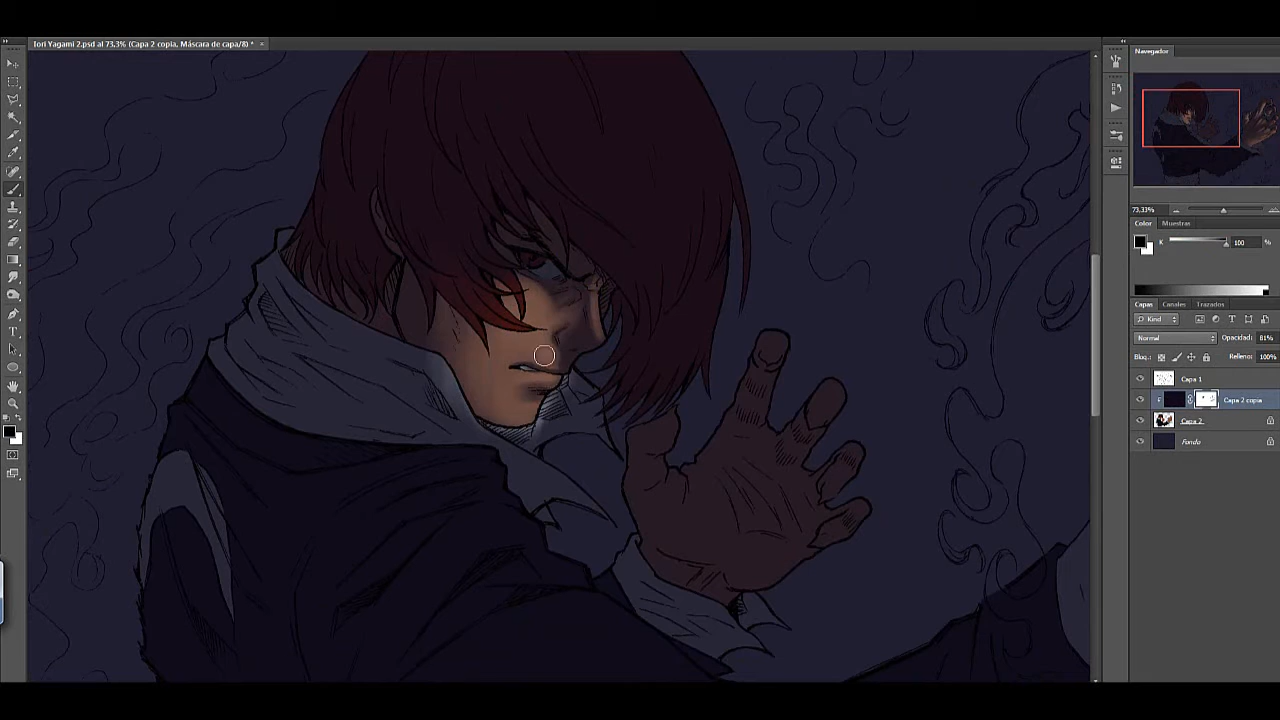 Iori Yagami 2.psd al 73,3% (Capa 2 copia, Máscara de capa/8) * ×
Navegador
73,33%
Color Muestras
K 100 %
Capas Canales Trazados
Kind
Normal Opacidad: 81%
Bloq.: Relleno: 100%
Capa 1
Capa 2 copia
Capa 2
Fondo